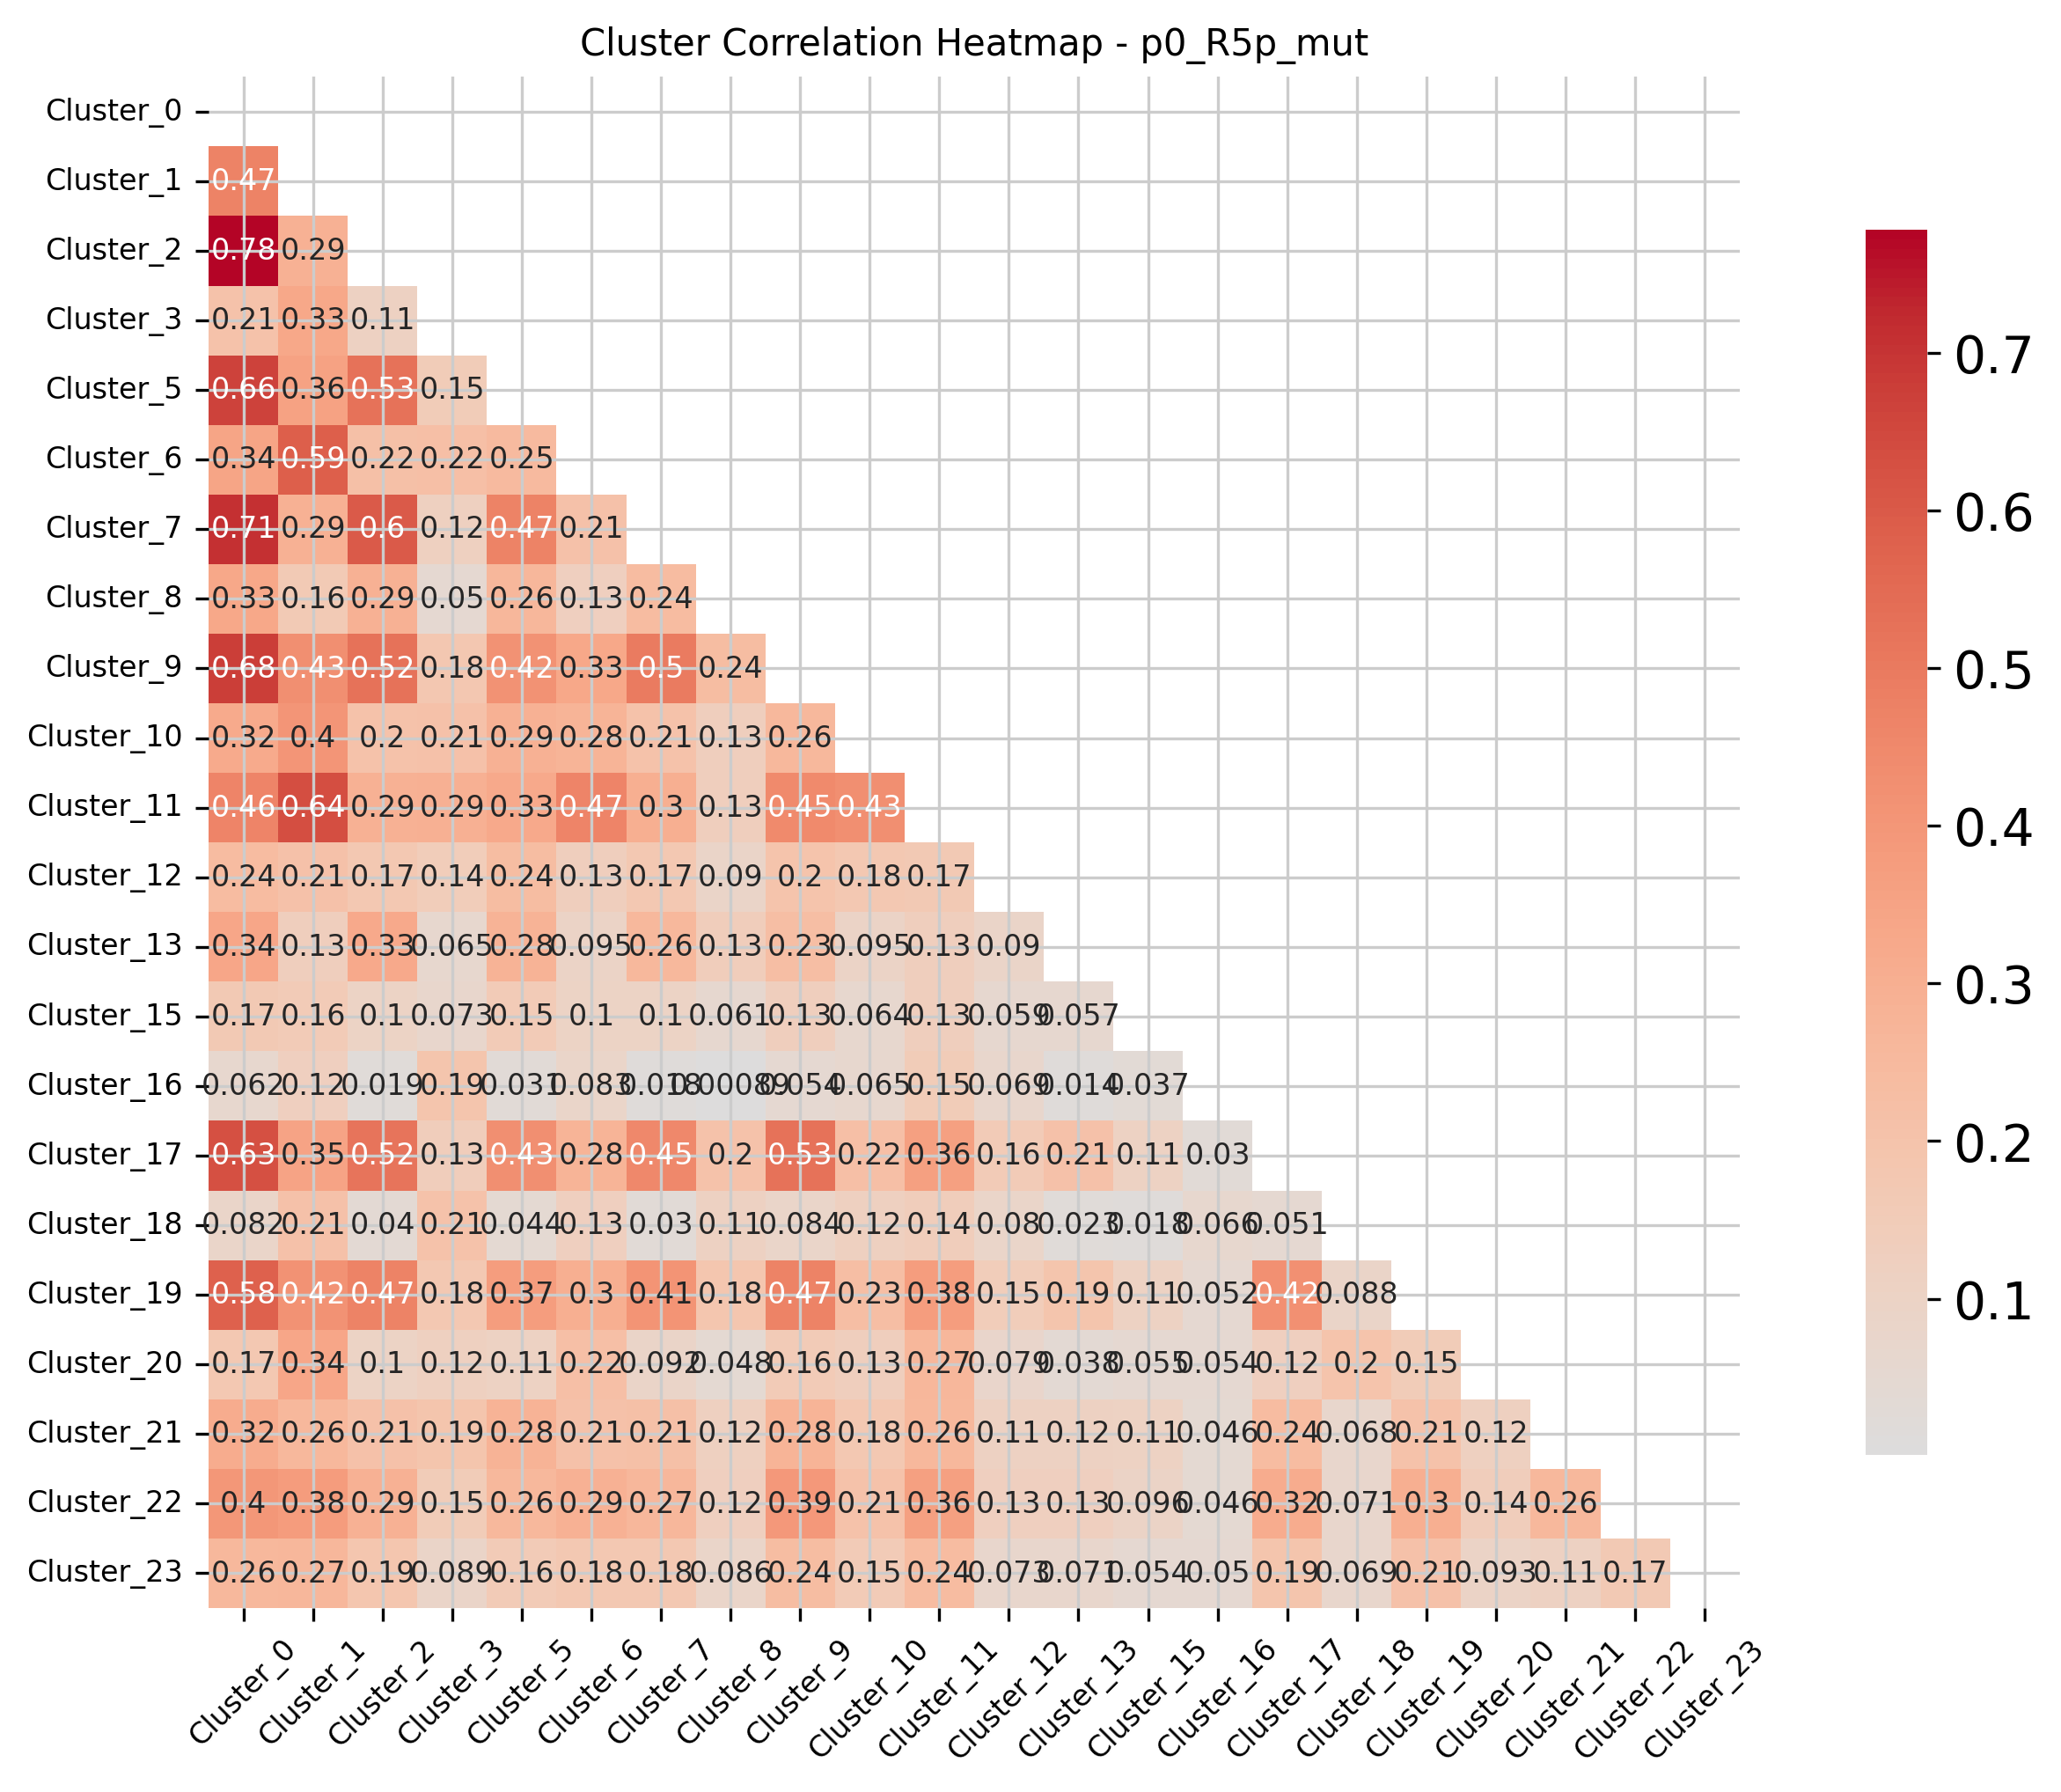 Cluster Correlation Heatmap - p0_R5p_mut
Cluster_0
Cluster_1 0.47
Cluster_2 0.78 0.29
Cluster_3 0.21 0.33 0.11
Cluster_5 0.66 0.36 0.53 0.15
Cluster_6 0.34 0.59 0.22 0.22 0.25
Cluster_7 0.71 0.29 0.6 0.12 0.47 0.21
Cluster_8 0.33 0.16 0.29 0.05 0.26 0.13 0.24
Cluster_9 0.68 0.43 0.52 0.18 0.42 0.33 0.5 0.24
Cluster_10 0.32 0.4 0.2 0.21 0.29 0.28 0.21 0.13 0.26
Cluster_11 0.46 0.64 0.29 0.29 0.33 0.47 0.3 0.13 0.45 0.43
Cluster_12 0.24 0.21 0.17 0.14 0.24 0.13 0.17 0.09 0.2 0.18 0.17
Cluster_13 0.34 0.13 0.33 0.065 0.28 0.095 0.26 0.13 0.23 0.095 0.13 0.09
Cluster_15 0.17 0.16 0.1 0.073 0.15 0.1 0.1 0.061 0.13 0.064 0.13 0.059 0.057
Cluster_16 0.062 0.12 0.019 0.19 0.031 0.083 0.018 0.00089 0.054 0.065 0.15 0.069 0.014 0.037
Cluster_17 0.63 0.35 0.52 0.13 0.43 0.28 0.45 0.2 0.53 0.22 0.36 0.16 0.21 0.11 0.03
Cluster_18 0.082 0.21 0.04 0.21 0.044 0.13 0.03 0.11 0.084 0.12 0.14 0.08 0.023 0.018 0.066 0.051
Cluster_19 0.58 0.42 0.47 0.18 0.37 0.3 0.41 0.18 0.47 0.23 0.38 0.15 0.19 0.11 0.052 0.42 0.088
Cluster_20 0.17 0.34 0.1 0.12 0.11 0.22 0.092 0.048 0.16 0.13 0.27 0.079 0.038 0.055 0.054 0.12 0.2 0.15
Cluster_21 0.32 0.26 0.21 0.19 0.28 0.21 0.21 0.12 0.28 0.18 0.26 0.11 0.12 0.11 0.046 0.24 0.068 0.21 0.12
Cluster_22 0.4 0.38 0.29 0.15 0.26 0.29 0.27 0.12 0.39 0.21 0.36 0.13 0.13 0.096 0.046 0.32 0.071 0.3 0.14 0.26
Cluster_23 0.26 0.27 0.19 0.089 0.16 0.18 0.18 0.086 0.24 0.15 0.24 0.073 0.071 0.054 0.05 0.19 0.069 0.21 0.093 0.11 0.17
Cluster_0 Cluster_1 Cluster_2 Cluster_3 Cluster_5 Cluster_6 Cluster_7 Cluster_8 Cluster_9 Cluster_10 Cluster_11 Cluster_12 Cluster_13 Cluster_15 Cluster_16 Cluster_17 Cluster_18 Cluster_19 Cluster_20 Cluster_21 Cluster_22 Cluster_23
0.7
0.6
0.5
0.4
0.3
0.2
0.1